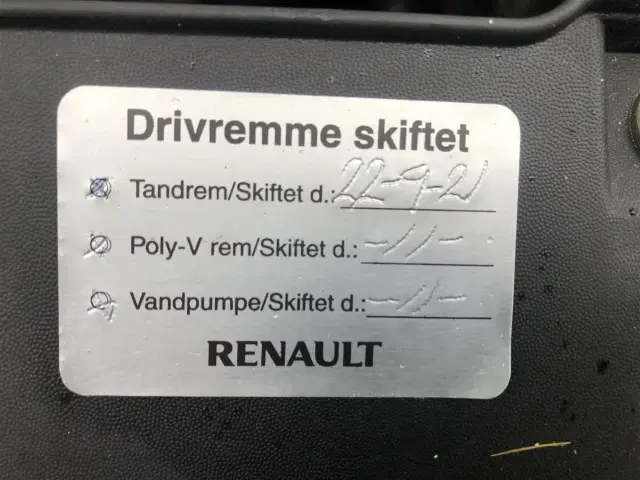 Drivremme skiftet
Tandrem/Skiftet d.: 22-9-21
Poly-V rem/Skiftet d.: -//-
Vandpumpe/Skiftet d.: -//-
RENAULT